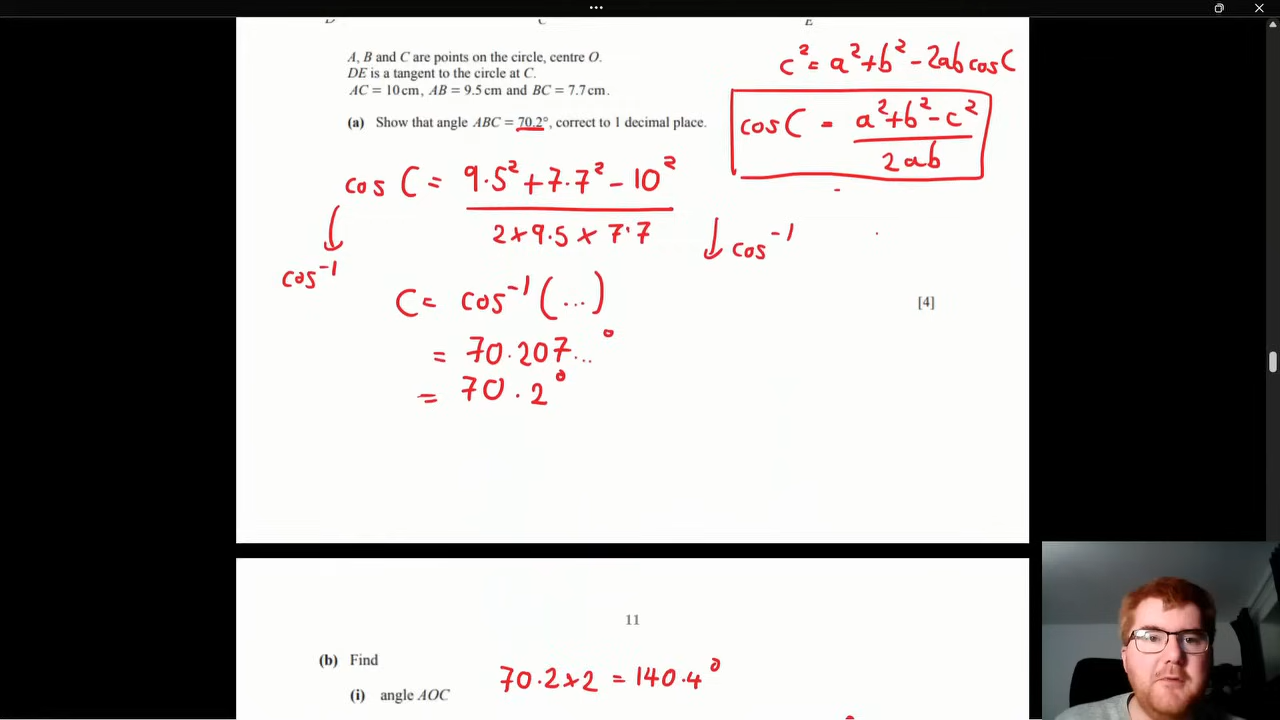 A, B and C are points on the circle, centre O.
DE is a tangent to the circle at C.
AC = 10 cm, AB = 9.5 cm and BC = 7.7 cm.
(a) Show that angle ABC = 70.2°, correct to 1 decimal place.
c² = a² + b² - 2ab cos C
cos C = a² + b² - c² / 2ab
cos C = 9.5² + 7.7² - 10² / 2 × 9.5 × 7.7
↓ cos⁻¹
↓ cos⁻¹
C = cos⁻¹ (...)
= 70.207...°
= 70.2°
[4]
11
(b) Find
(i) angle AOC
70.2 × 2 = 140.4°